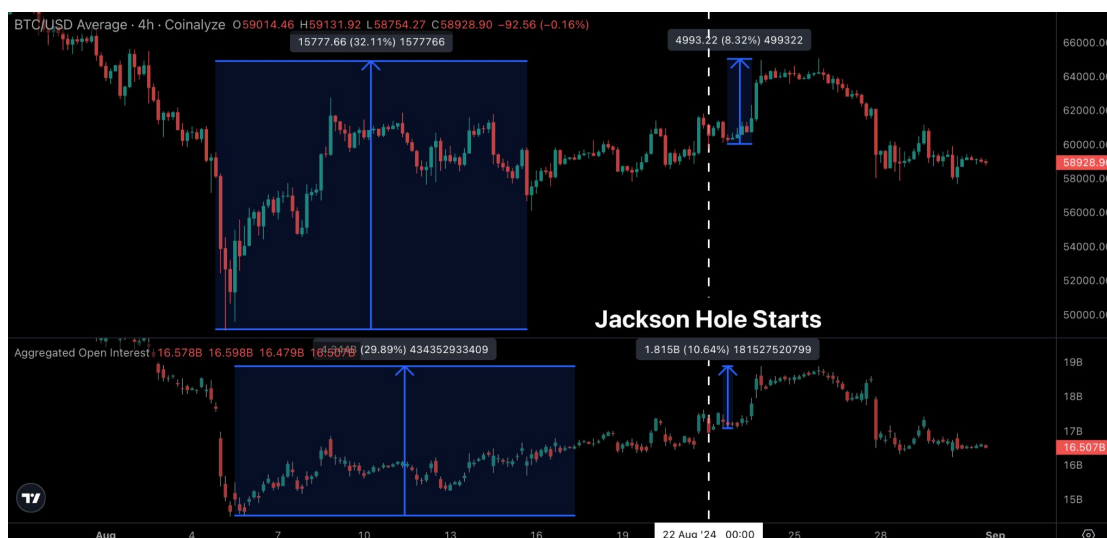 BTC/USD Average · 4h · Coinalyze O59014.46 H59131.92 L58754.27 C58928.90 −92.56 (−0.16%)
15777.66 (32.11%) 1577766
4993.22 (8.32%) 499322
66000.00
64000.00
62000.00
60000.00
58928.90
58000.00
56000.00
54000.00
52000.00
50000.00
Jackson Hole Starts
Aggregated Open Interest 16.578B 16.598B 16.479B 16.507B
(29.89%) 434352933409
1.815B (10.64%) 181527520799
19B
18B
17B
16.507B
16B
15B
Aug 4 7 10 13 16 19 22 Aug '24 00:00 25 28 Sep